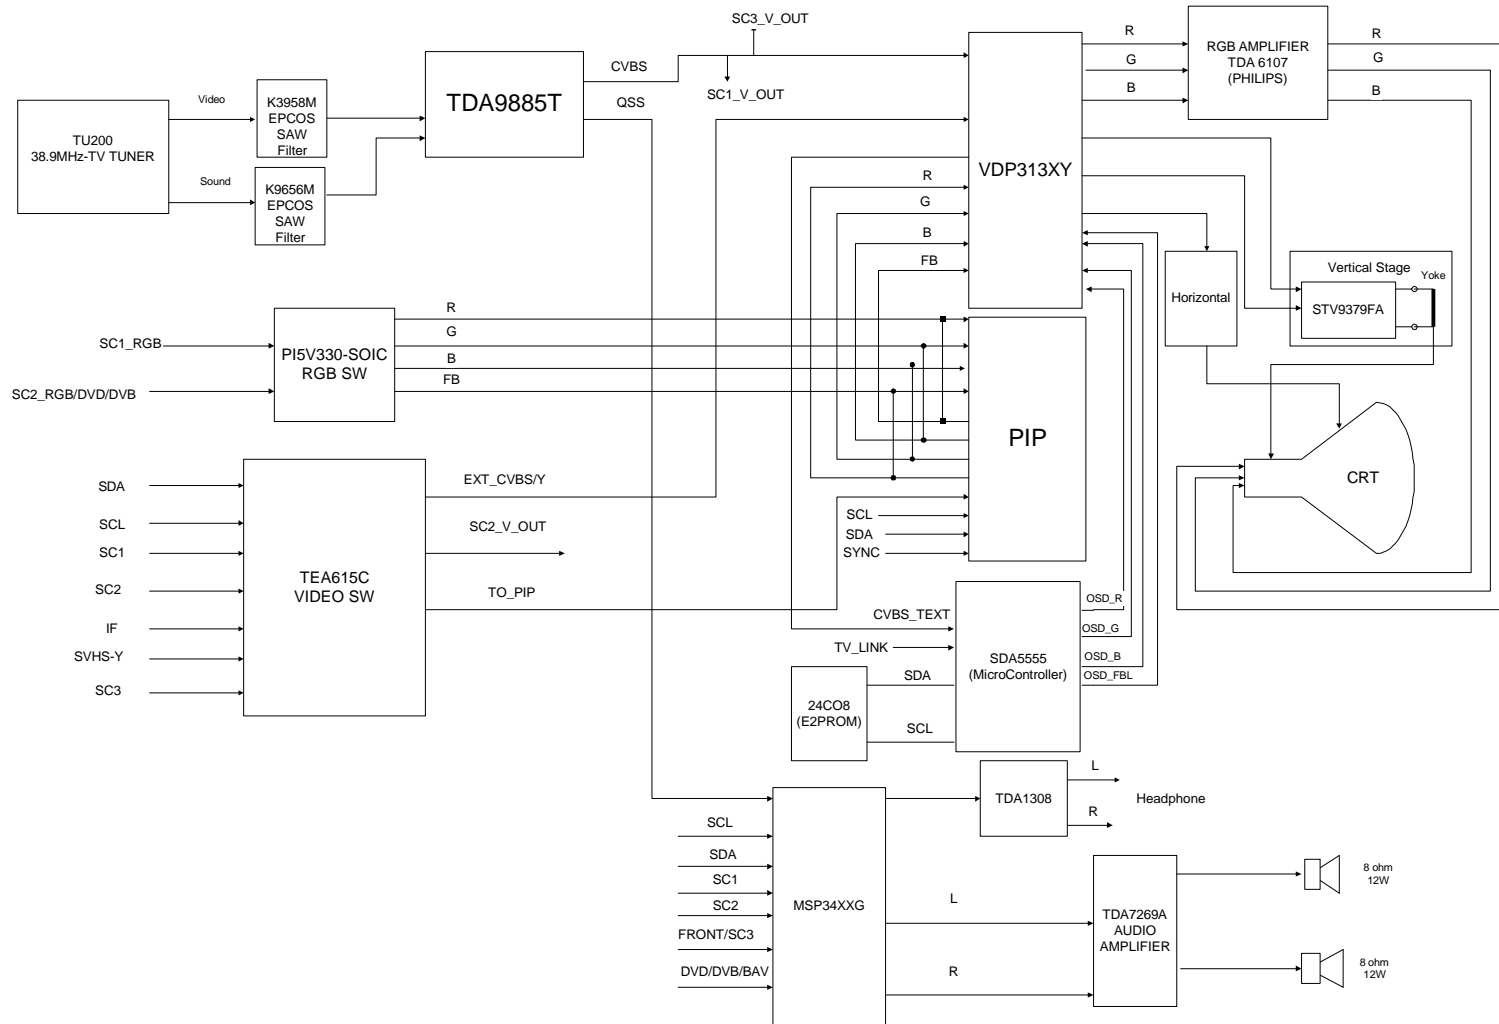 SC3_V_OUT
R
RGB AMPLIFIER
TDA 6107
(PHILIPS)
R
G
G
B
B
CVBS
SC1_V_OUT
QSS
TDA9885T
Video
K3958M
EPCOS
SAW
Filter
TU200
38.9MHz-TV TUNER
Sound
K9656M
EPCOS
SAW
Filter
VDP313XY
R
G
B
FB
Horizontal
Vertical Stage
Yoke
STV9379FA
R
G
B
FB
SC1_RGB
PI5V330-SOIC
RGB SW
SC2_RGB/DVD/DVB
PIP
CRT
SDA
SCL
SC1
SC2
IF
SVHS-Y
SC3
TEA615C
VIDEO SW
EXT_CVBS/Y
SC2_V_OUT
TO_PIP
SCL
SDA
SYNC
CVBS_TEXT
TV_LINK
SDA
SCL
24CO8
(E2PROM)
SDA5555
(MicroController)
OSD_R
OSD_G
OSD_B
OSD_FBL
L
TDA1308
Headphone
R
SCL
SDA
SC1
SC2
FRONT/SC3
DVD/DVB/BAV
MSP34XXG
L
R
TDA7269A
AUDIO
AMPLIFIER
8 ohm
12W
8 ohm
12W